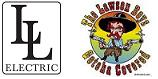 LL
ELECTRIC
The Lawson Boys
Gotcha Covered